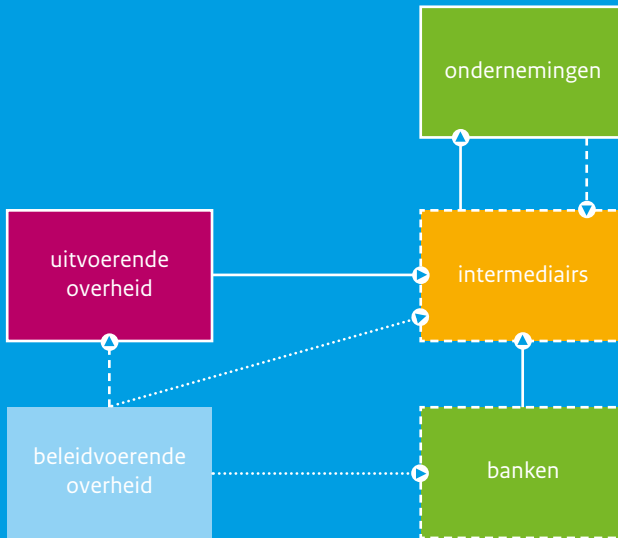 ondernemingen
uitvoerende
overheid
intermediairs
beleidvoerende
overheid
banken